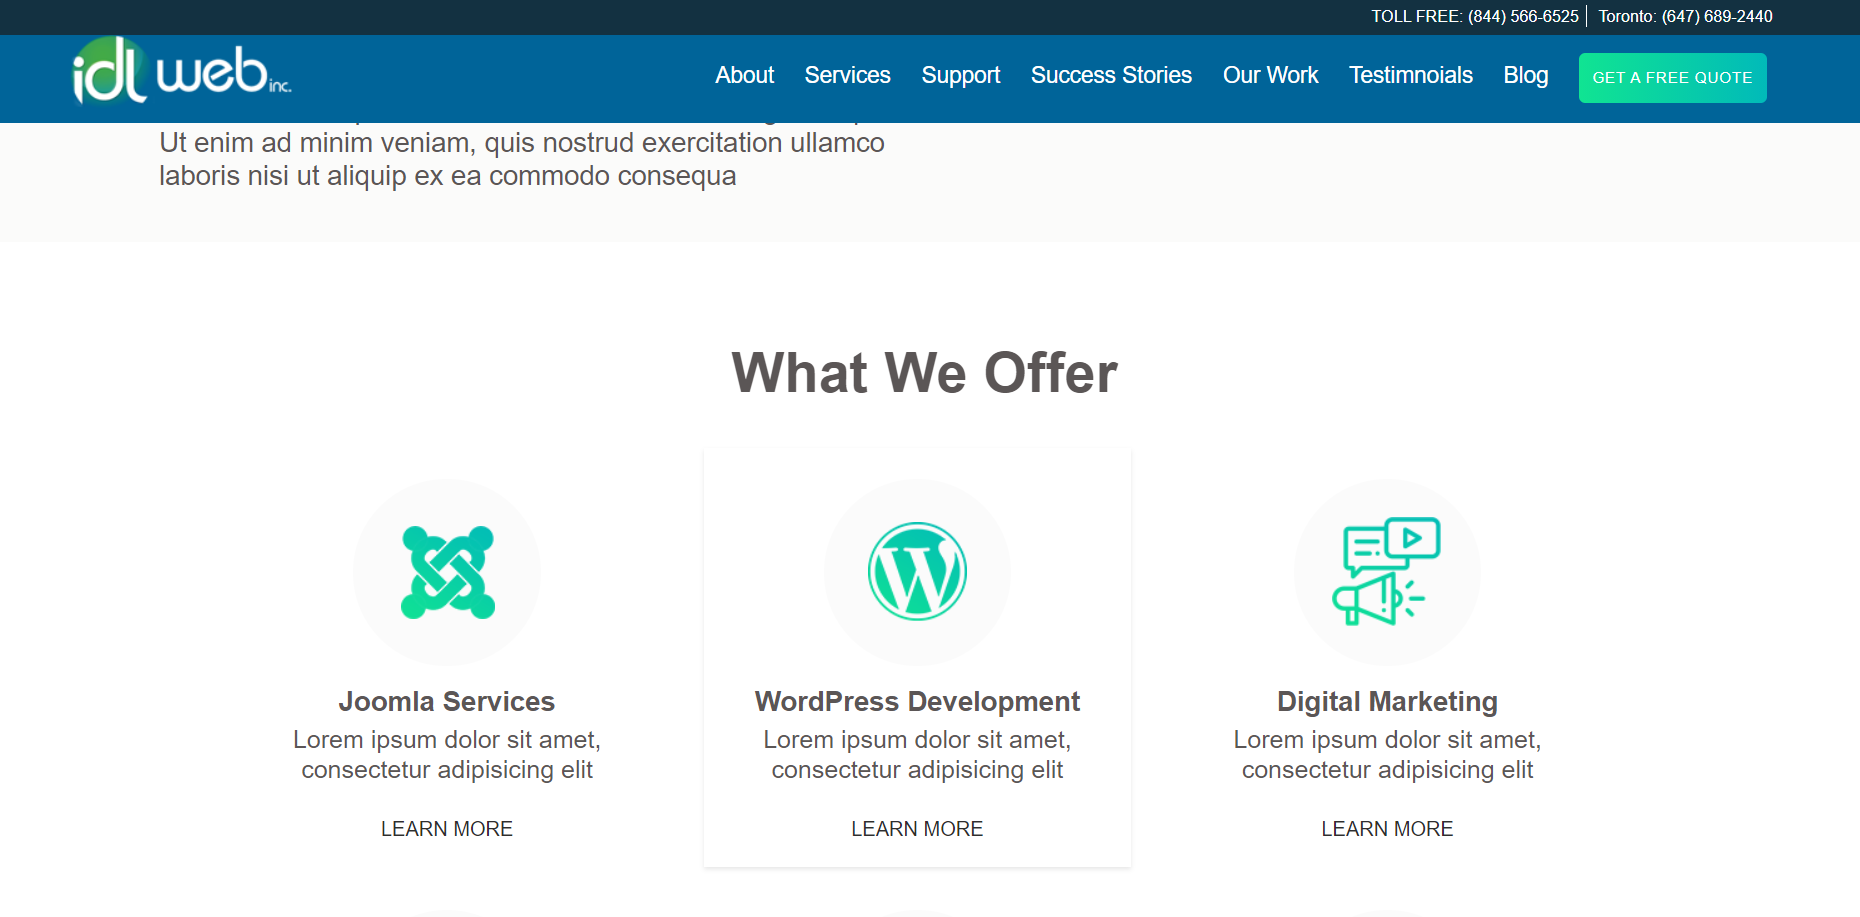 TOLL FREE: (844) 566-6525 Toronto: (647) 689-2440
idl web inc.
About Services Support Success Stories Our Work Testimnoials Blog GET A FREE QUOTE
Ut enim ad minim veniam, quis nostrud exercitation ullamco
laboris nisi ut aliquip ex ea commodo consequa
What We Offer
Joomla Services
Lorem ipsum dolor sit amet,
consectetur adipisicing elit
LEARN MORE
WordPress Development
Lorem ipsum dolor sit amet,
consectetur adipisicing elit
LEARN MORE
Digital Marketing
Lorem ipsum dolor sit amet,
consectetur adipisicing elit
LEARN MORE